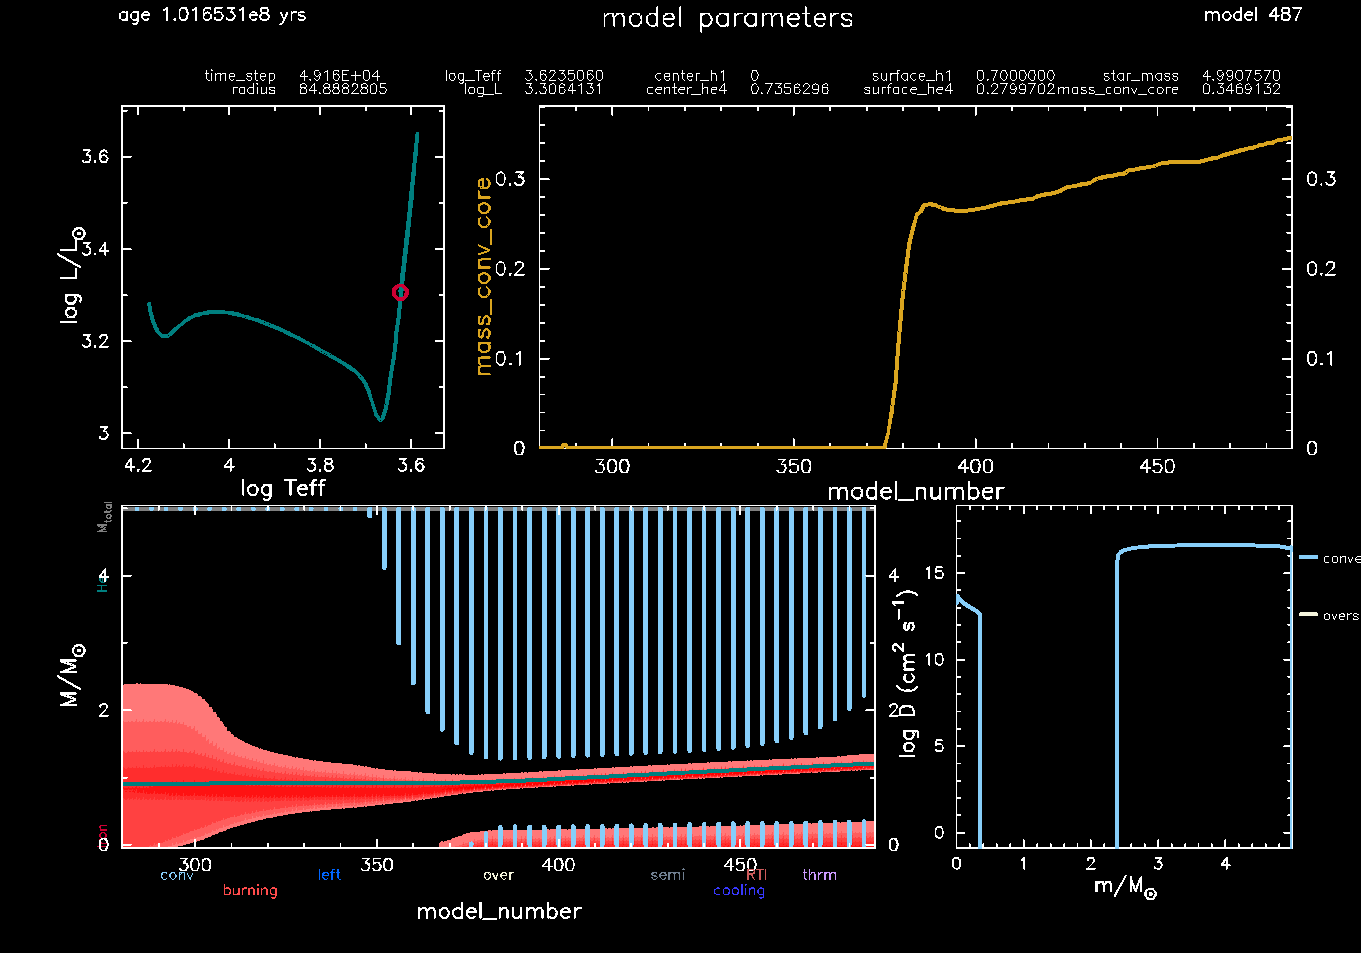 age 1.016531e8 yrs model parameters model 487
time_step 4.916E+04 log_Teff 3.6235060 center_h1 0 surface_h1 0.7000000 star_mass 4.9907570
radius 84.8882805 log_L 3.3064131 center_he4 0.7356296 surface_he4 0.2799702 mass_conv_core 0.3469132
log L/L☉
3.6
3.4
3.2
3
4.2 4 3.8 3.6
log Teff
mass_conv_core
0.3 0.3
0.2 0.2
0.1 0.1
0 0
300 350 400 450
model_number
M/M☉
Mtotal
He
4 4
2 2
0 0
300 350 400 450
conv left over semi RTI thrm
burning cooling
model_number
log D (cm² s⁻¹)
15
10
5
0
0 1 2 3 4
m/M☉
conve
overs